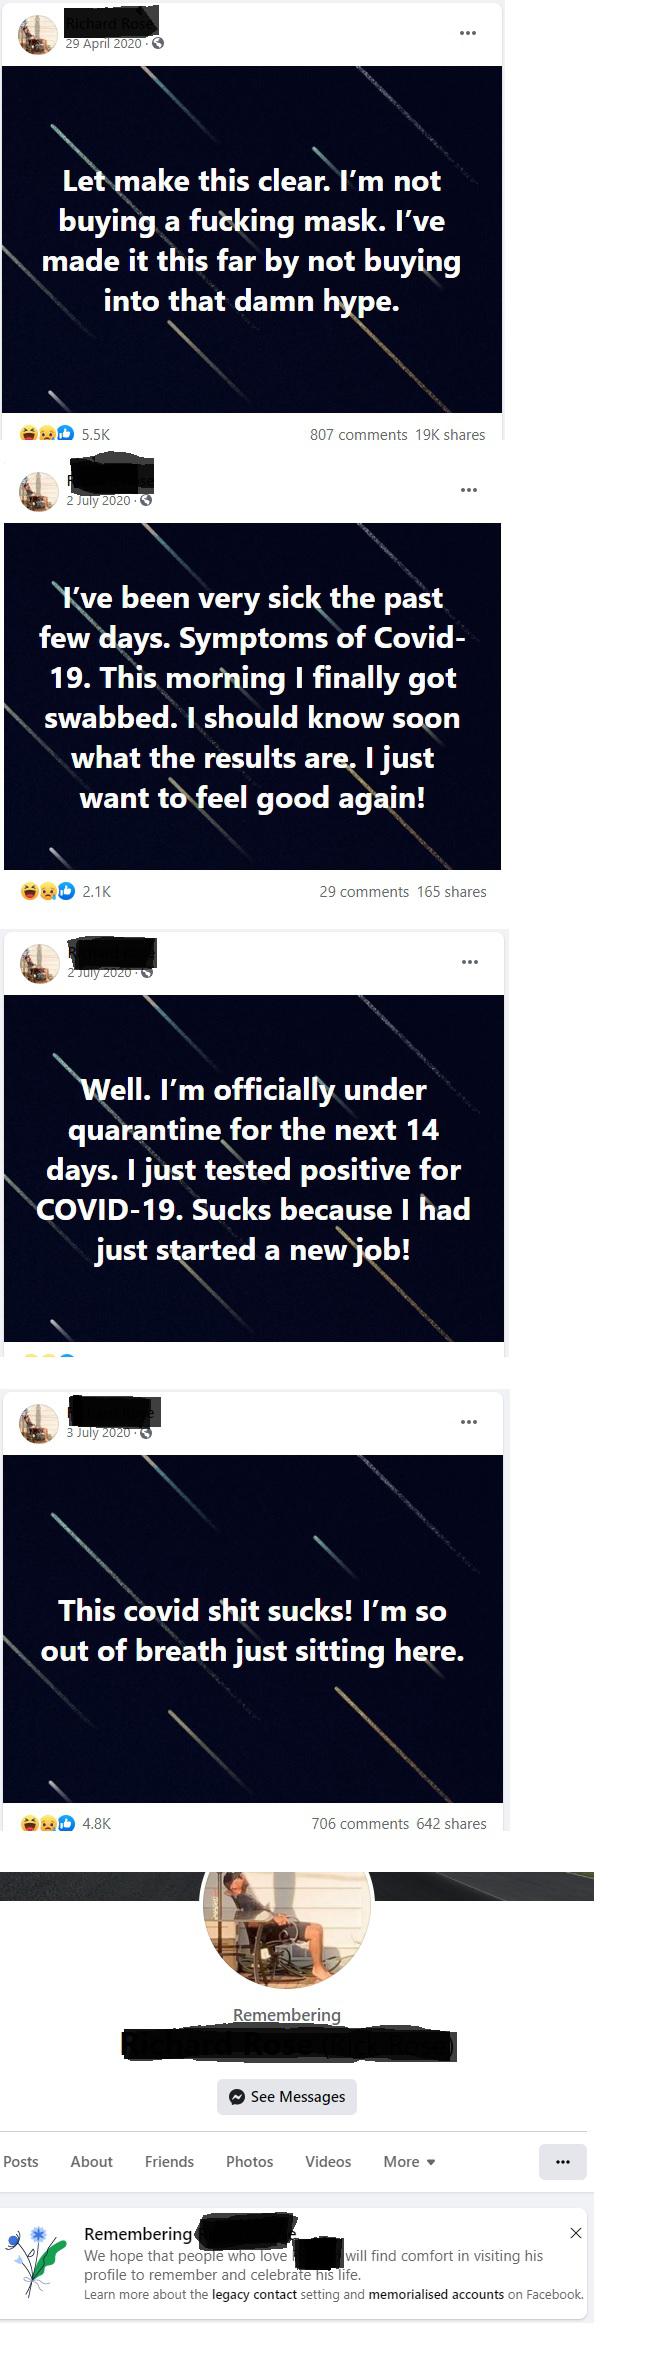 Richard Rose
29 April 2020 ·
Let make this clear. I’m not
buying a fucking mask. I’ve
made it this far by not buying
into that damn hype.
5.5K 807 comments 19K shares
2 July 2020 ·
I’ve been very sick the past
few days. Symptoms of Covid-
19. This morning I finally got
swabbed. I should know soon
what the results are. I just
want to feel good again!
2.1K 29 comments 165 shares
2 July 2020 ·
Well. I’m officially under
quarantine for the next 14
days. I just tested positive for
COVID-19. Sucks because I had
just started a new job!
3 July 2020 ·
This covid shit sucks! I’m so
out of breath just sitting here.
4.8K 706 comments 642 shares
Remembering
Richard Rose
See Messages
Posts About Friends Photos Videos More
Remembering
We hope that people who love will find comfort in visiting his
profile to remember and celebrate his life.
Learn more about the legacy contact setting and memorialised accounts on Facebook.